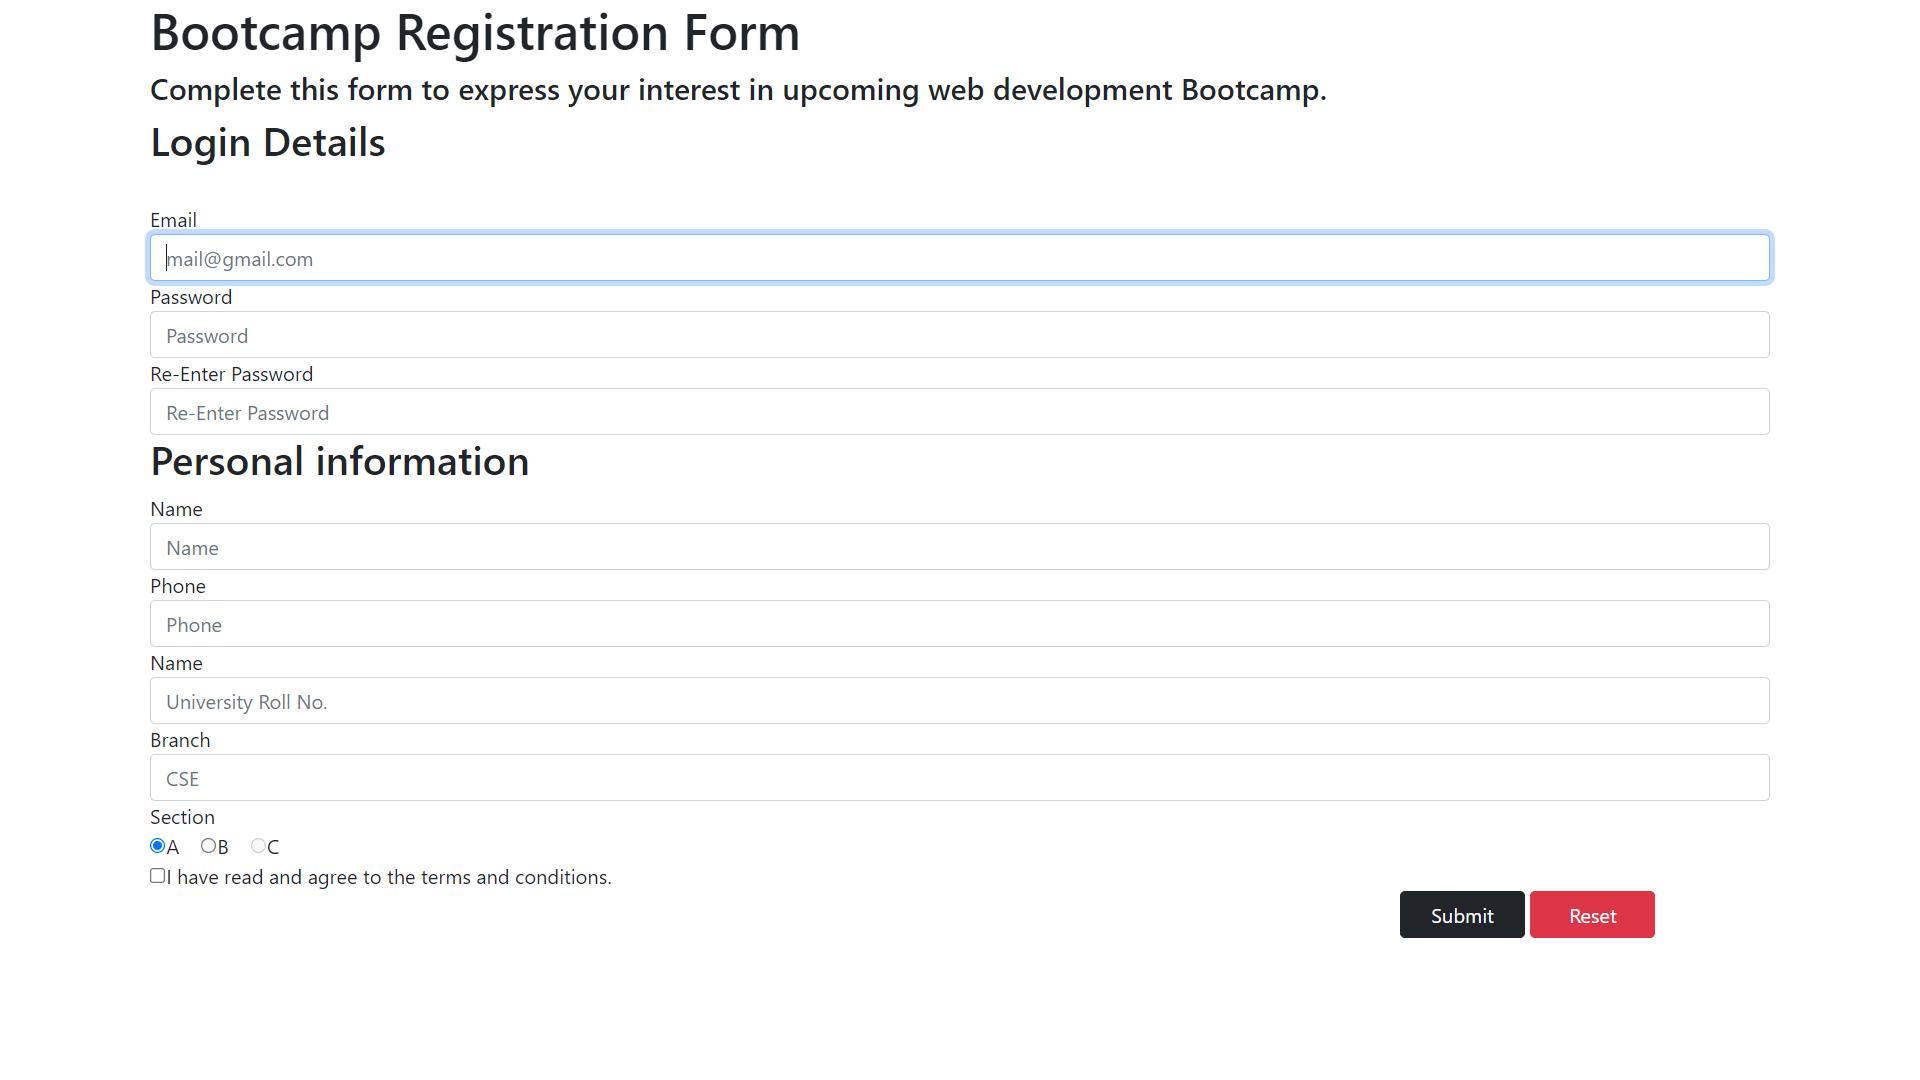 Bootcamp Registration Form
Complete this form to express your interest in upcoming web development Bootcamp.
Login Details
Email
mail@gmail.com
Password
Password
Re-Enter Password
Re-Enter Password
Personal information
Name
Name
Phone
Phone
Name
University Roll No.
Branch
CSE
Section
A B C
I have read and agree to the terms and conditions.
Submit Reset